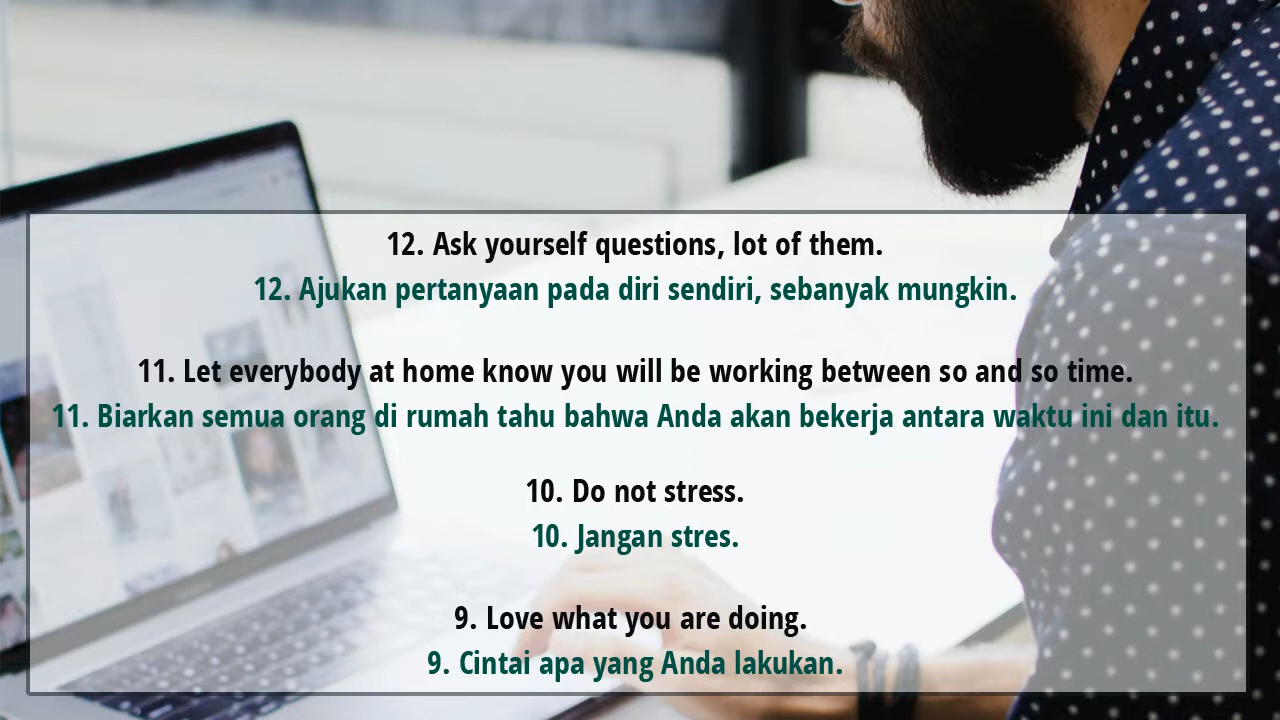 12. Ask yourself questions, lot of them.
12. Ajukan pertanyaan pada diri sendiri, sebanyak mungkin.
11. Let everybody at home know you will be working between so and so time.
11. Biarkan semua orang di rumah tahu bahwa Anda akan bekerja antara waktu ini dan itu.
10. Do not stress.
10. Jangan stres.
9. Love what you are doing.
9. Cintai apa yang Anda lakukan.